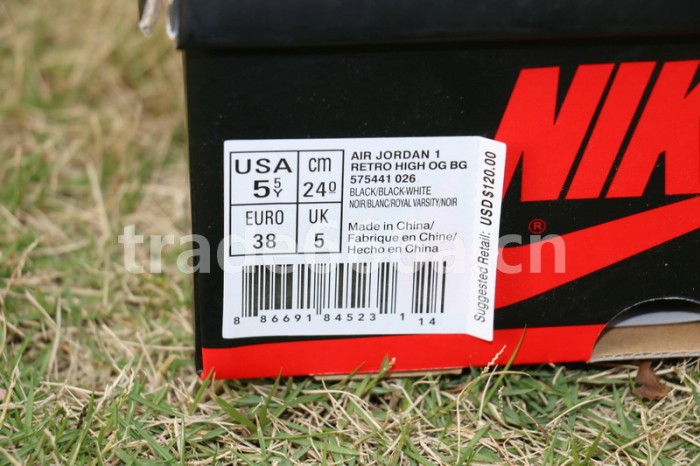 NIK
®
USA
5 5 Y
cm
24 0
EURO
38
UK
5
AIR JORDAN 1
RETRO HIGH OG BG
575441 026
BLACK/BLACK-WHITE
NOIR/BLANC/ROYAL VARSITY/NOIR
Made in China/
Fabrique en Chine/
Hecho en China
8 86691 84523 1 14
Suggested Retail: USD$120.00